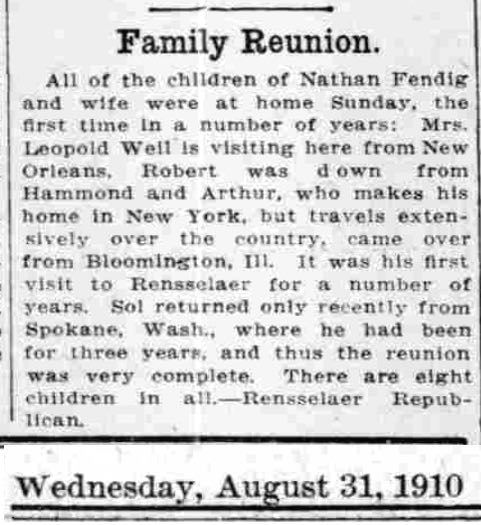 Family Reunion.
All of the children of Nathan Fendig
and wife were at home Sunday, the
first time in a number of years: Mrs.
Leopold Well is visiting here from New
Orleans, Robert was down from
Hammond and Arthur, who makes his
home in New York, but travels exten-
sively over the country, came over
from Bloomington, Ill. It was his first
visit to Rensselaer for a number of
years. Sol returned only recently from
Spokane, Wash., where he had been
for three years, and thus the reunion
was very complete. There are eight
children in all.—Rensselaer Repub-
lican.
Wednesday, August 31, 1910